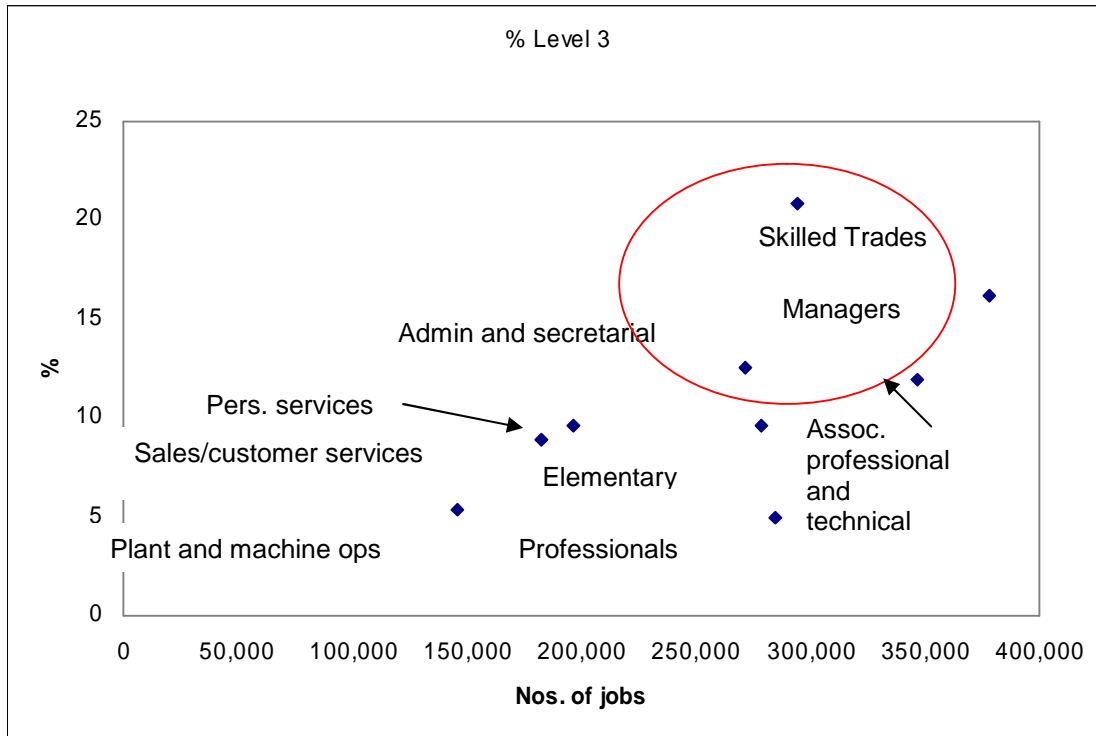 % Level 3
25
20
15
10
5
0
%
Skilled Trades
Managers
Admin and secretarial
Pers. services
Sales/customer services
Elementary
Assoc.
professional
and
technical
Plant and machine ops
Professionals
0 50,000 100,000 150,000 200,000 250,000 300,000 350,000 400,000
Nos. of jobs